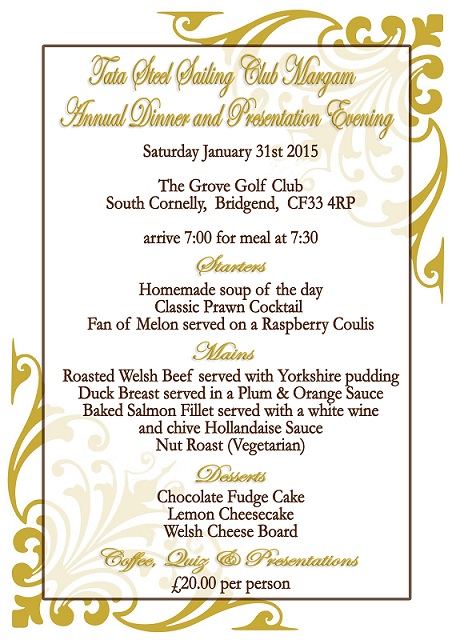 Tata Steel Sailing Club Margam
Annual Dinner and Presentation Evening
Saturday January 31st 2015
The Grove Golf Club
South Cornelly, Bridgend, CF33 4RP
arrive 7:00 for meal at 7:30
Starters
Homemade soup of the day
Classic Prawn Cocktail
Fan of Melon served on a Raspberry Coulis
Mains
Roasted Welsh Beef served with Yorkshire pudding
Duck Breast served in a Plum & Orange Sauce
Baked Salmon Fillet served with a white wine
and chive Hollandaise Sauce
Nut Roast (Vegetarian)
Desserts
Chocolate Fudge Cake
Lemon Cheesecake
Welsh Cheese Board
Coffee, Quiz & Presentations
£20.00 per person